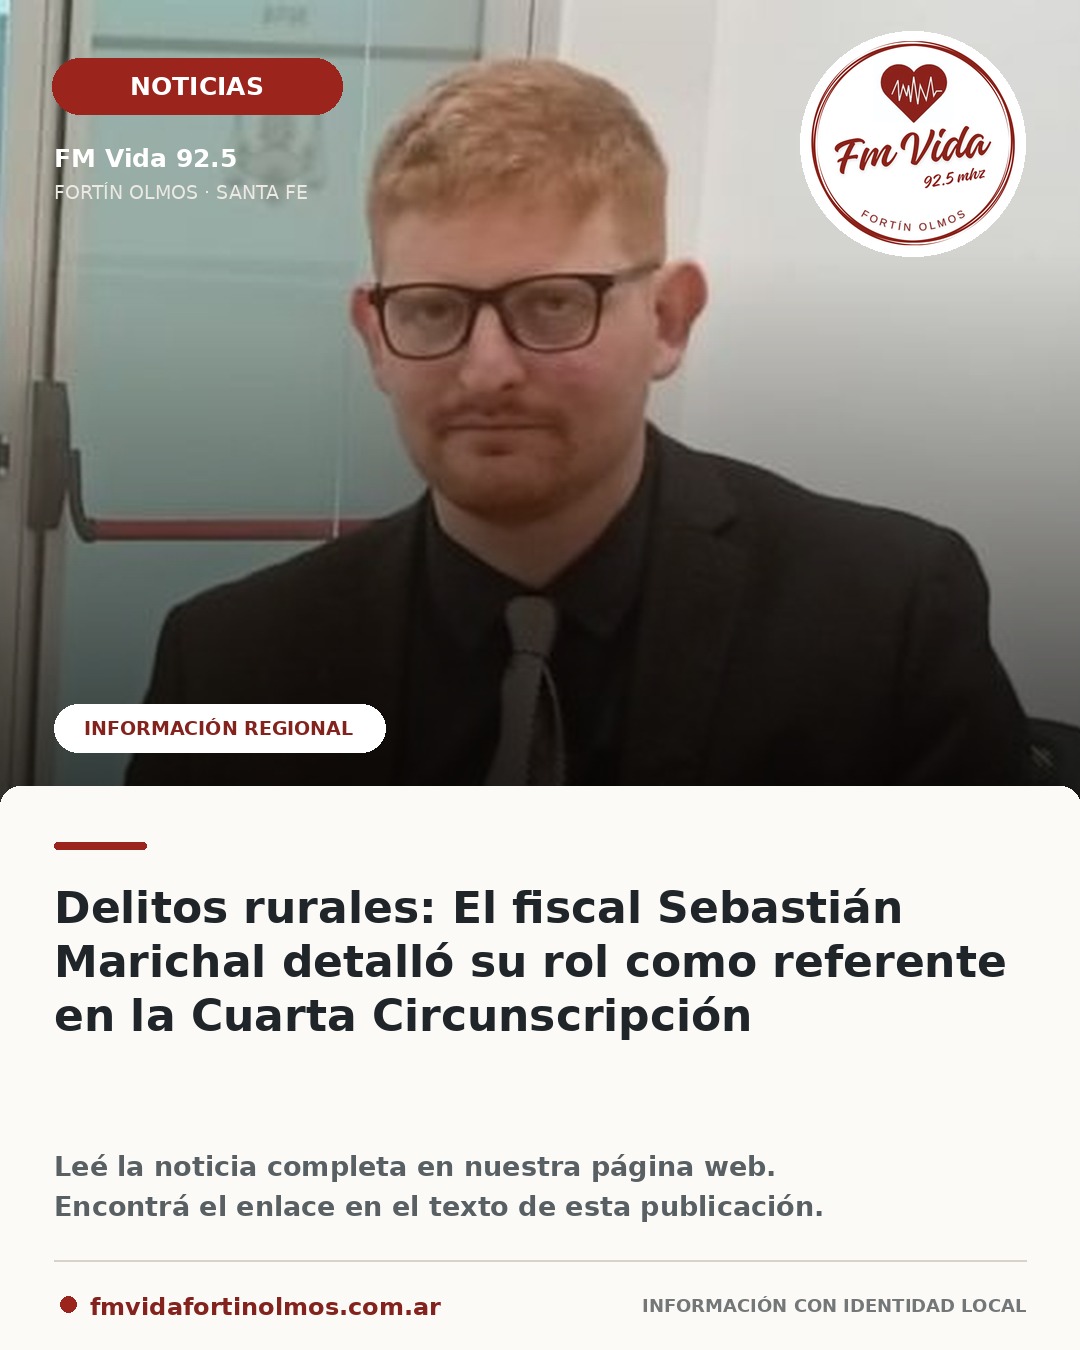 NOTICIAS
FM Vida 92.5
FORTÍN OLMOS · SANTA FE
Fm Vida
92.5 mhz
FORTÍN OLMOS
INFORMACIÓN REGIONAL
Delitos rurales: El fiscal Sebastián
Marichal detalló su rol como referente
en la Cuarta Circunscripción
Leé la noticia completa en nuestra página web.
Encontrá el enlace en el texto de esta publicación.
fmvidafortinolmos.com.ar
INFORMACIÓN CON IDENTIDAD LOCAL